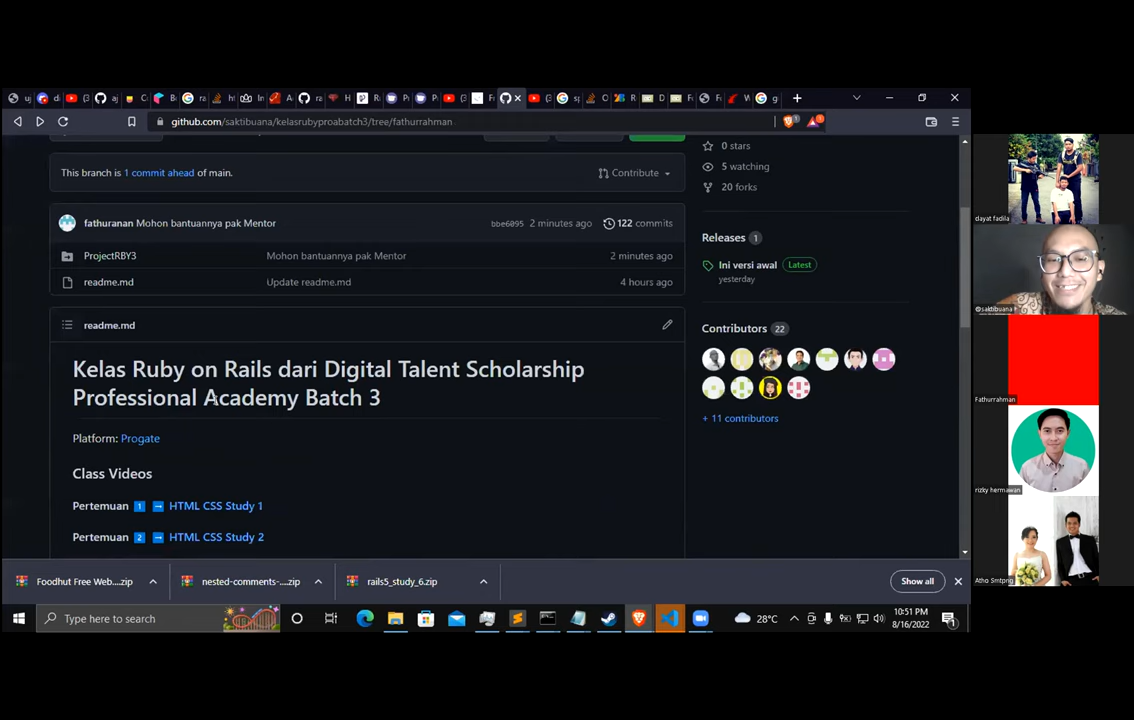 github.com/saktibuana/kelasrubyproabatch3/tree/fathurrahman
This branch is 1 commit ahead of main.
Contribute
fathuranan Mohon bantuannya pak Mentor
bbe6095 2 minutes ago 122 commits
ProjectRBY3 Mohon bantuannya pak Mentor 2 minutes ago
readme.md Update readme.md 4 hours ago
readme.md
Kelas Ruby on Rails dari Digital Talent Scholarship
Professional Academy Batch 3
Platform: Progate
Class Videos
Pertemuan 1 HTML CSS Study 1
Pertemuan 2 HTML CSS Study 2
0 stars
5 watching
20 forks
Releases 1
Ini versi awal Latest
yesterday
Contributors 22
+ 11 contributors
Foodhut Free Web....zip
nested-comments-....zip
rails5_study_6.zip
Show all
Type here to search
28°C
10:51 PM
8/16/2022
1
dayat fadila
@saktibuana
Fathurrahman
rizky hermawan